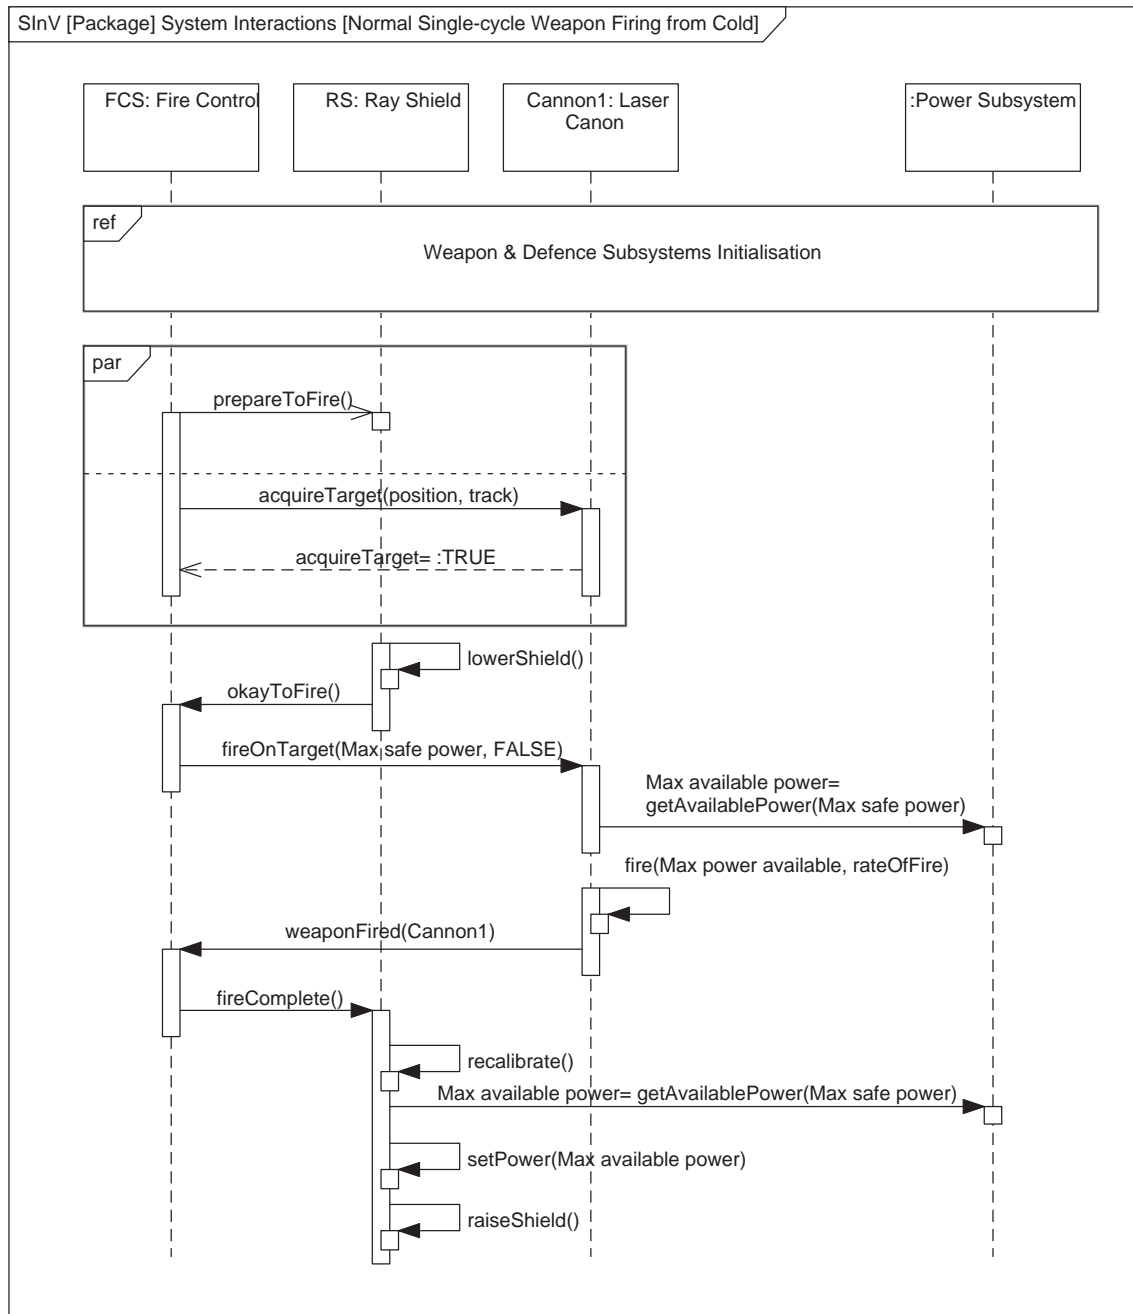 SInV [Package] System Interactions [Normal Single-cycle Weapon Firing from Cold]
FCS: Fire Control
RS: Ray Shield
Cannon1: Laser
Canon
:Power Subsystem
ref
Weapon & Defence Subsystems Initialisation
par
prepareToFire()
acquireTarget(position, track)
acquireTarget= :TRUE
lowerShield()
okayToFire()
fireOnTarget(Max safe power, FALSE)
Max available power=
getAvailablePower(Max safe power)
fire(Max power available, rateOfFire)
weaponFired(Cannon1)
fireComplete()
recalibrate()
Max available power= getAvailablePower(Max safe power)
setPower(Max available power)
raiseShield()